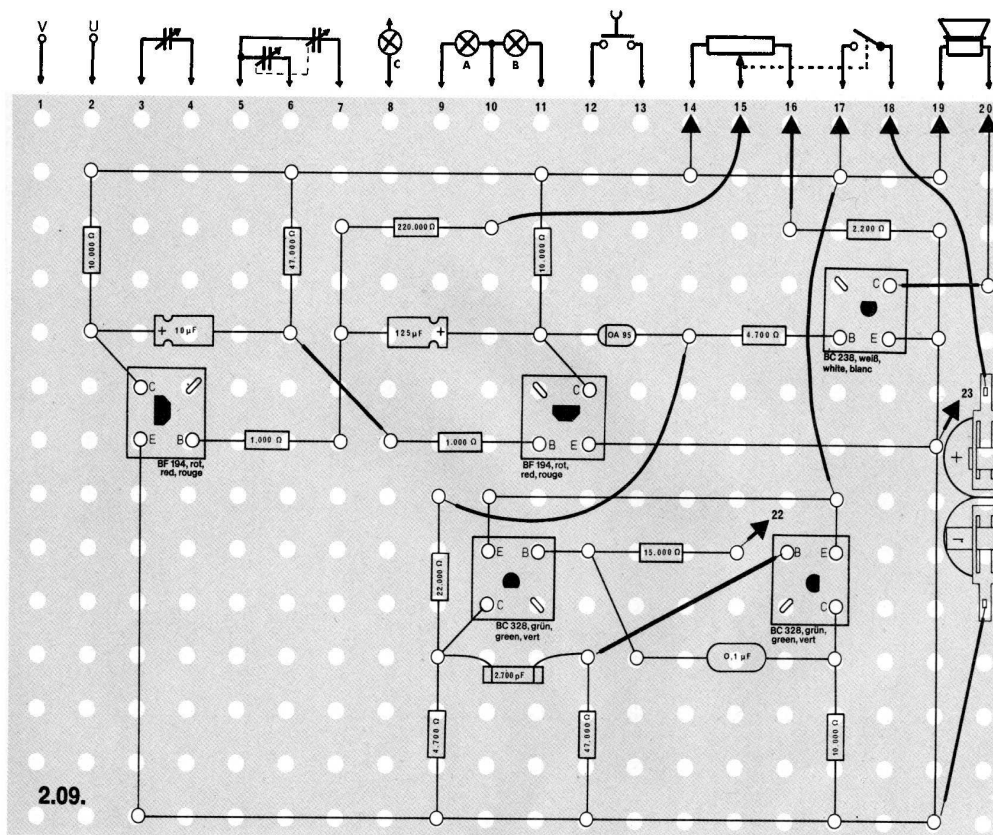 V U
C A B
1 2 3 4 5 6 7 8 9 10 11 12 13 14 15 16 17 18 19 20
220.000 Ω
2.200 Ω
10.000 Ω
47.000 Ω
10.000 Ω
C
+ 10 µF
125 µF +
OA 95
4.700 Ω
B E
BC 238, weiß,
white, blanc
23
C
E B
1.000 Ω
1.000 Ω
C
B E
BF 194, rot,
red, rouge
BF 194, rot,
red, rouge
+
22
E B
15.000 Ω
B E
22.000 Ω
C
C
BC 328, grün,
green, vert
BC 328, grün,
green, vert
2.700 pF
0,1 µF
4.700 Ω
47.000 Ω
10.000 Ω
2.09.